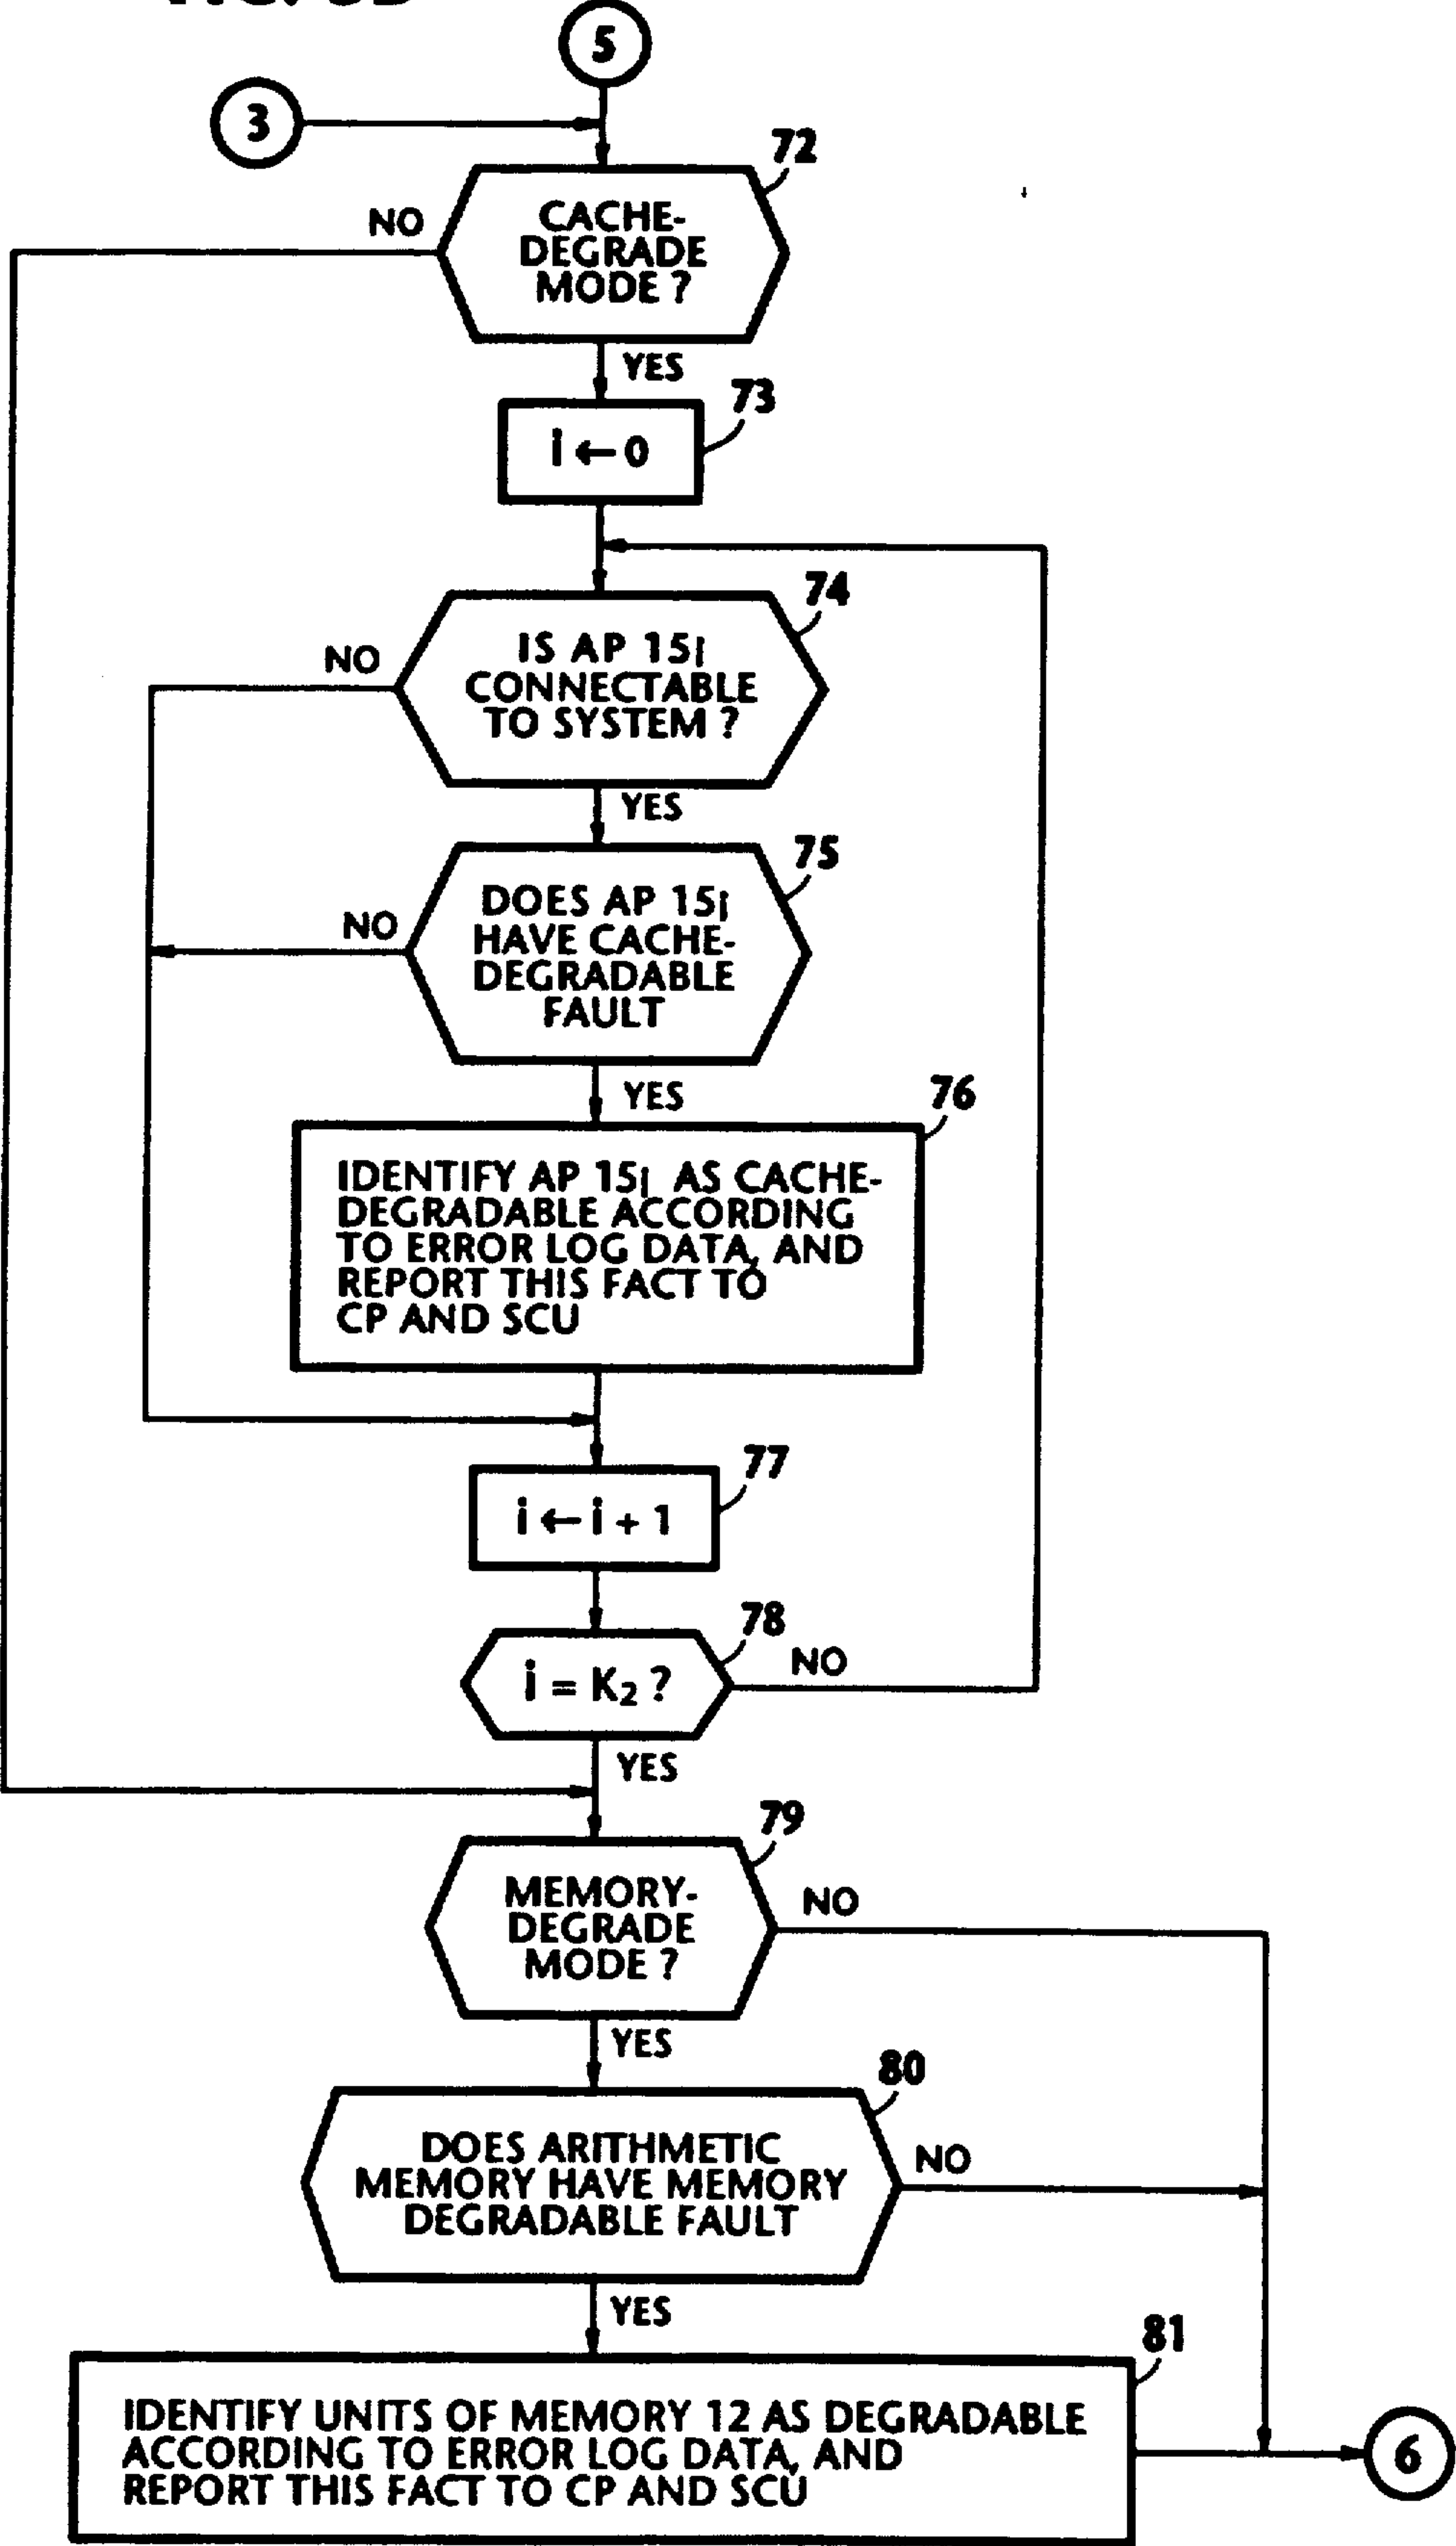 5
3
72
NO
CACHE-
DEGRADE
MODE ?
YES
73
i ← 0
74
NO
IS AP 15i
CONNECTABLE
TO SYSTEM ?
YES
75
NO
DOES AP 15i
HAVE CACHE-
DEGRADABLE
FAULT
YES
76
IDENTIFY AP 15i AS CACHE-
DEGRADABLE ACCORDING
TO ERROR LOG DATA, AND
REPORT THIS FACT TO
CP AND SCU
77
i ← i + 1
78
i = K₂ ?
NO
YES
79
MEMORY-
DEGRADE
MODE ?
NO
YES
80
DOES ARITHMETIC
MEMORY HAVE MEMORY
DEGRADABLE FAULT
NO
YES
81
IDENTIFY UNITS OF MEMORY 12 AS DEGRADABLE
ACCORDING TO ERROR LOG DATA, AND
REPORT THIS FACT TO CP AND SCU
6